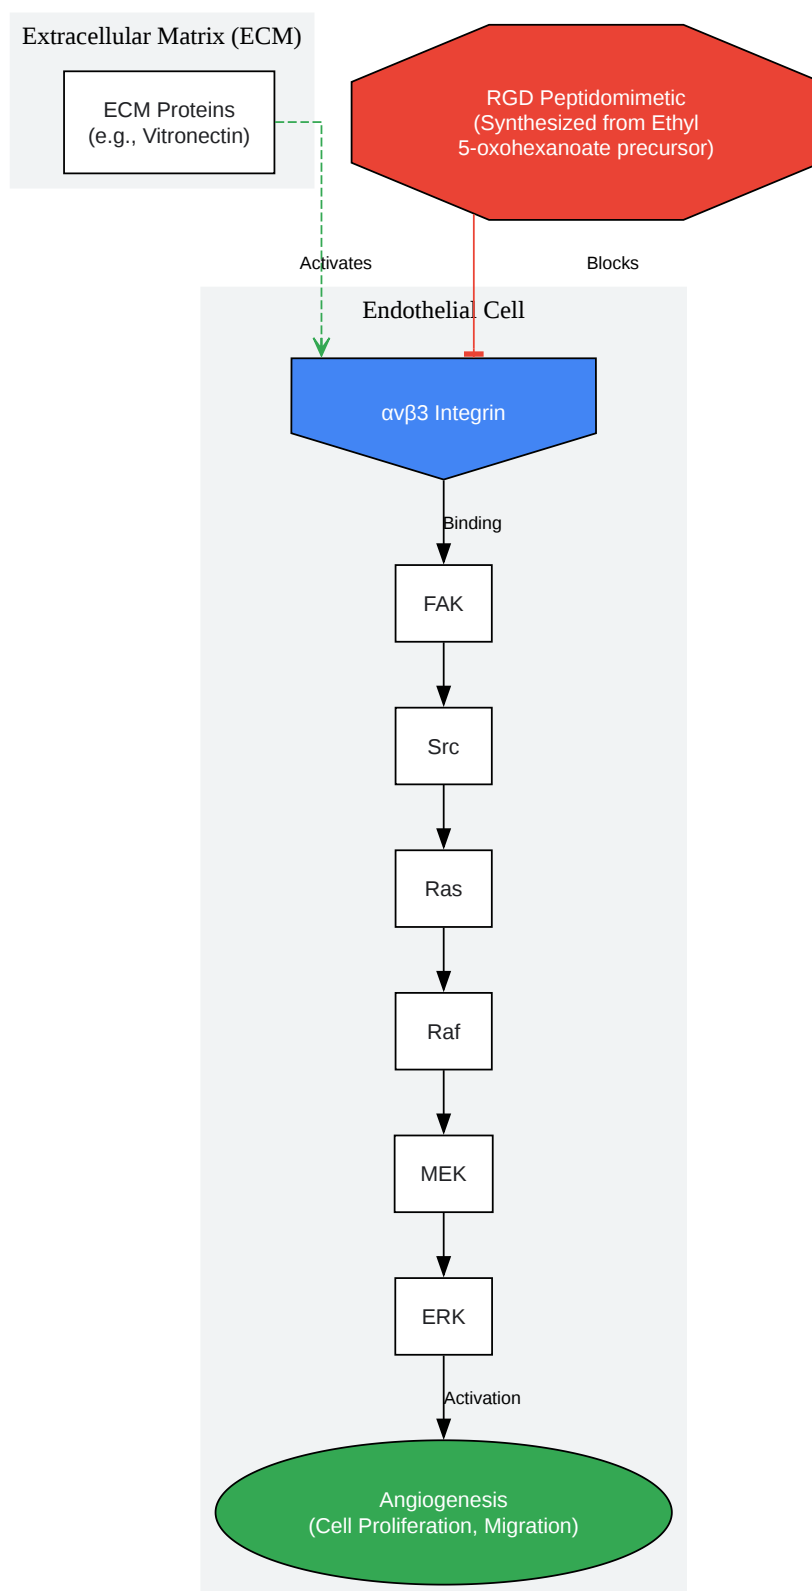 Extracellular Matrix (ECM)
ECM Proteins
(e.g., Vitronectin)
RGD Peptidomimetic
(Synthesized from Ethyl
5-oxohexanoate precursor)
Activates
Blocks
Endothelial Cell
αvβ3 Integrin
Binding
FAK
Src
Ras
Raf
MEK
ERK
Activation
Angiogenesis
(Cell Proliferation, Migration)